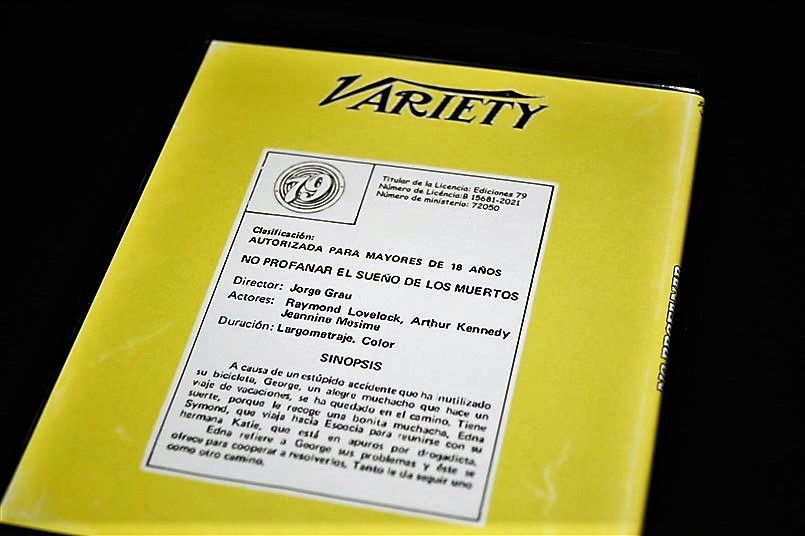 VARIETY
79
Titular de la Licencia: Ediciones 79
Número de Licéncia:B 15681-2021
Número de ministerio: 72050
Clasificación:
AUTORIZADA PARA MAYORES DE 18 AÑOS
NO PROFANAR EL SUEÑO DE LOS MUERTOS
Director: Jorge Grau
Actores: Raymond Lovelock, Arthur Kennedy
Jeannine Mesime
Duración: Largometraje, Color
SINOPSIS
A causa de un estúpido accidente que ha inutilizado
su bicicleta, George, un alegre muchacho que hace un
viaje de vacaciones, se ha quedado en el camino. Tiene
suerte, porque le recoge una bonita muchacha, Edna
Symond, que viaja hacia Escocia para reunirse con su
hermana Katie, que está en apuros por drogadicta.
Edna refiere a George sus problemas y éste se
ofrece para cooperar a resolverlos. Tanto le da seguir uno
como otro camino.
NO PROFANAR